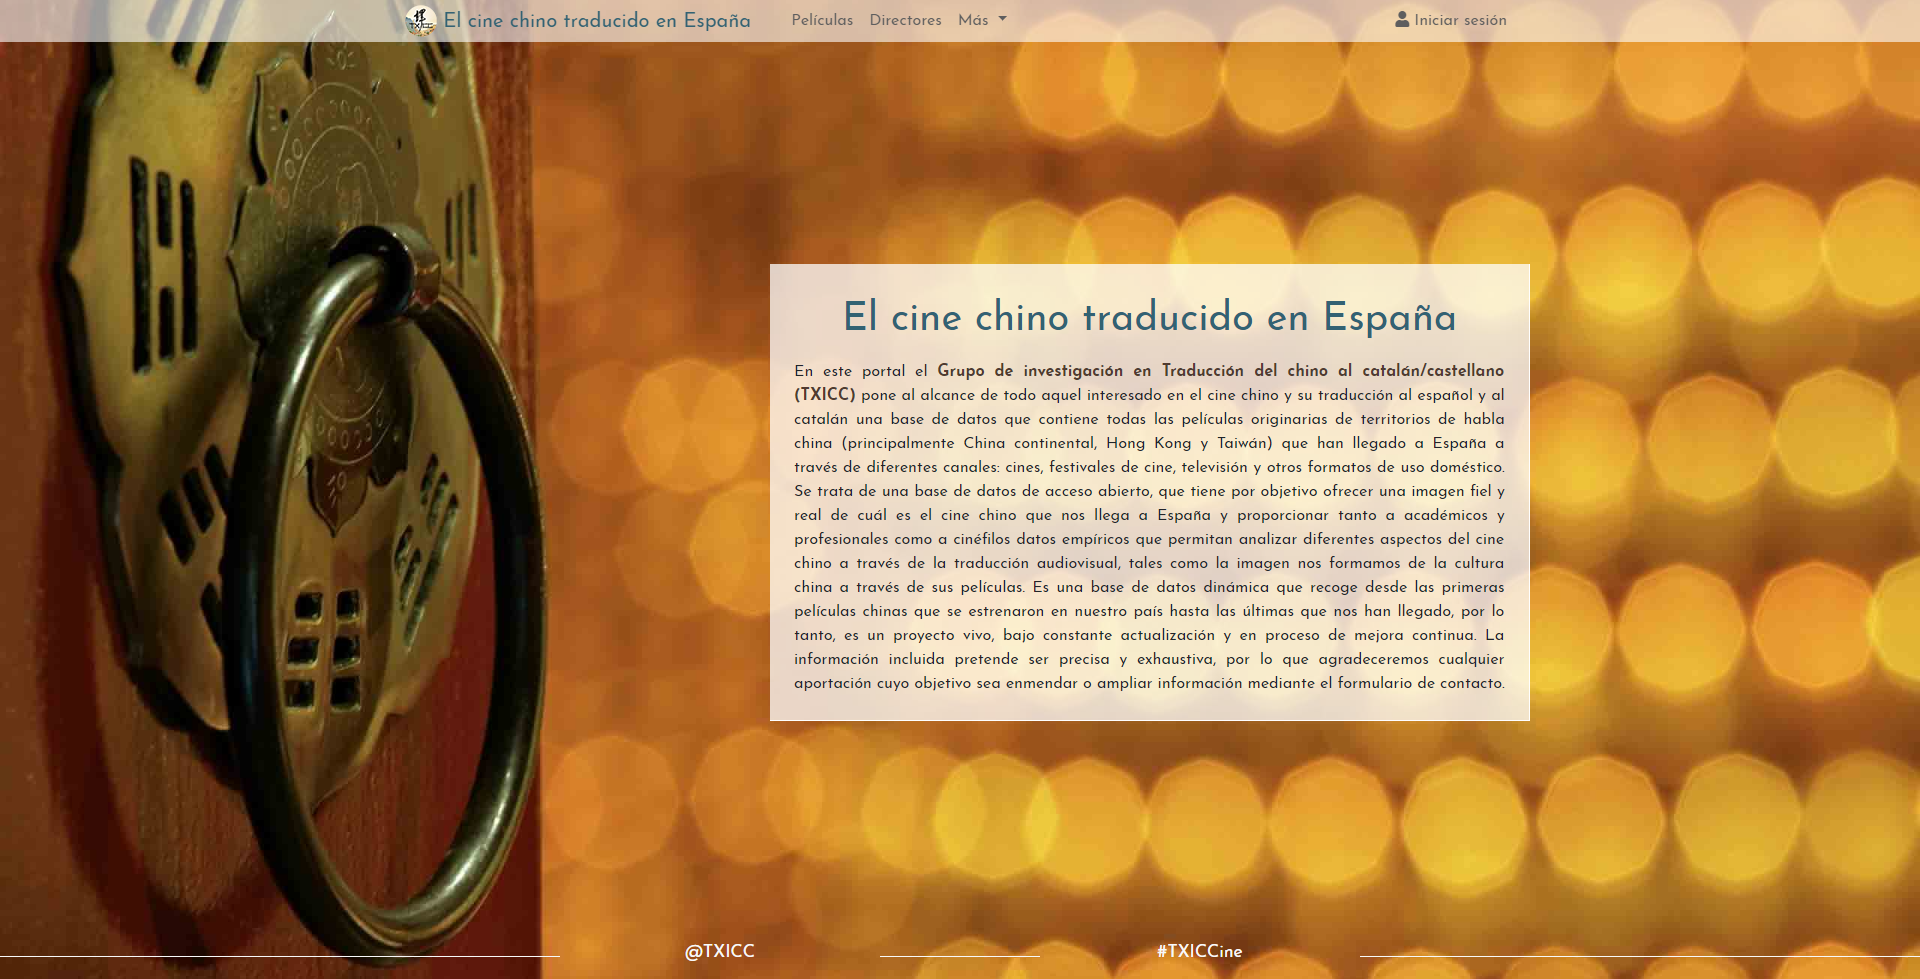 譯
TXICC
El cine chino traducido en España
Películas
Directores
Más
Iniciar sesión
El cine chino traducido en España
En este portal el Grupo de investigación en Traducción del chino al catalán/castellano
(TXICC) pone al alcance de todo aquel interesado en el cine chino y su traducción al español y al
catalán una base de datos que contiene todas las películas originarias de territorios de habla
china (principalmente China continental, Hong Kong y Taiwán) que han llegado a España a
través de diferentes canales: cines, festivales de cine, televisión y otros formatos de uso doméstico.
Se trata de una base de datos de acceso abierto, que tiene por objetivo ofrecer una imagen fiel y
real de cuál es el cine chino que nos llega a España y proporcionar tanto a académicos y
profesionales como a cinéfilos datos empíricos que permitan analizar diferentes aspectos del cine
chino a través de la traducción audiovisual, tales como la imagen nos formamos de la cultura
china a través de sus películas. Es una base de datos dinámica que recoge desde las primeras
películas chinas que se estrenaron en nuestro país hasta las últimas que nos han llegado, por lo
tanto, es un proyecto vivo, bajo constante actualización y en proceso de mejora continua. La
información incluida pretende ser precisa y exhaustiva, por lo que agradeceremos cualquier
aportación cuyo objetivo sea enmendar o ampliar información mediante el formulario de contacto.
@TXICC
#TXICCine